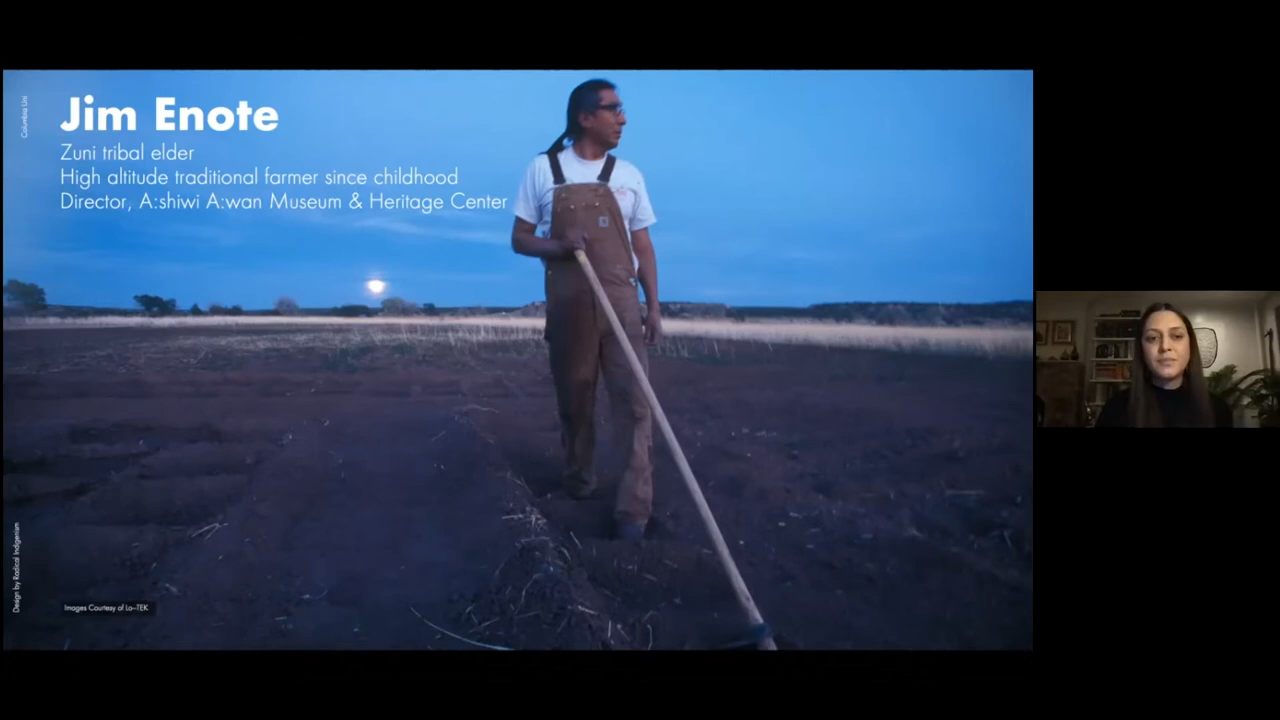 Jim Enote
Zuni tribal elder
High altitude traditional farmer since childhood
Director, A:shiwi A:wan Museum & Heritage Center
Design by Radical Indigenism
Images Courtesy of Lo–TEK